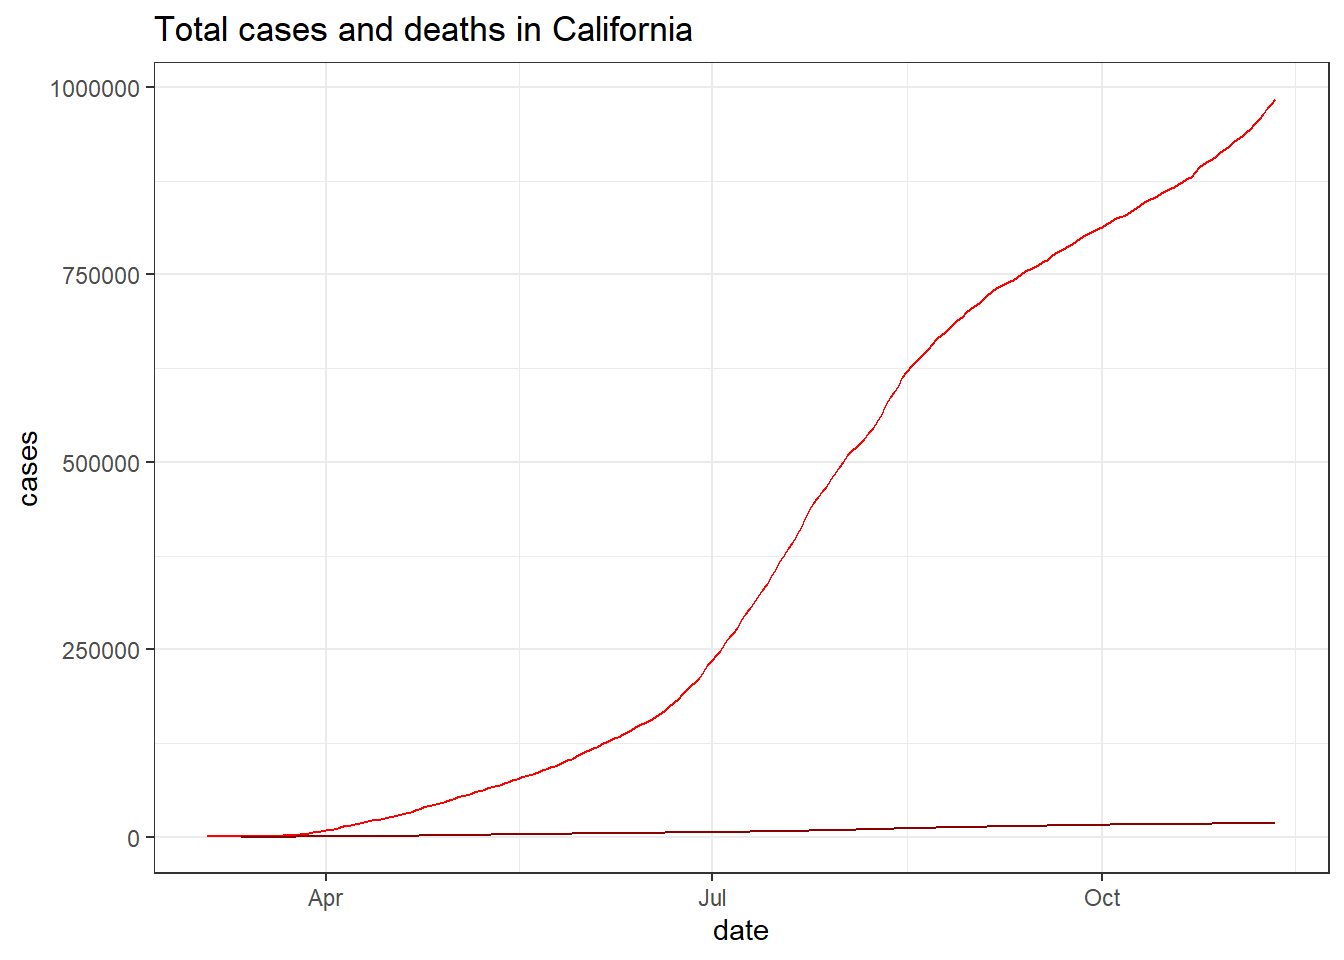 Total cases and deaths in California
1000000
750000
500000
250000
0
cases
Apr
Jul
Oct
date